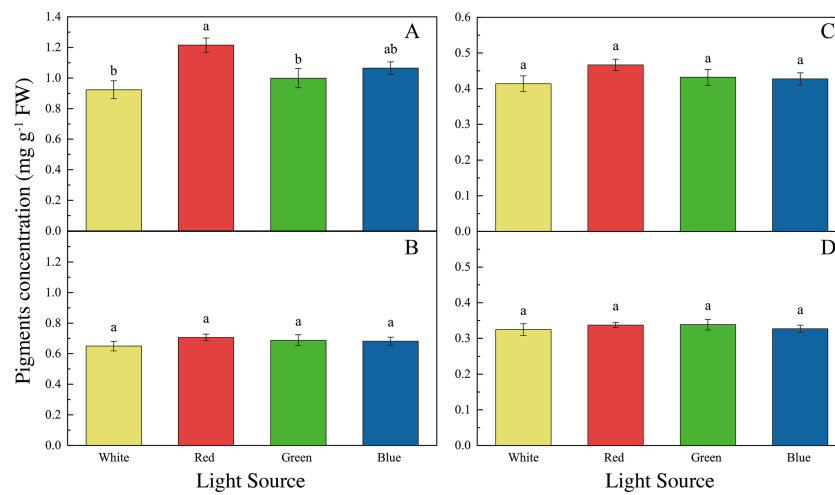 Pigments concentration (mg g⁻¹ FW)
A
1.4
1.2
1.0
0.8
0.6
0.4
0.2
0.0
b
a
b
ab
C
0.6
0.5
0.4
0.3
0.2
0.1
0.0
a
a
a
a
B
1.2
1.0
0.8
0.6
0.4
0.2
0.0
a
a
a
a
White Red Green Blue
Light Source
D
0.5
0.4
0.3
0.2
0.1
0.0
a
a
a
a
White Red Green Blue
Light Source